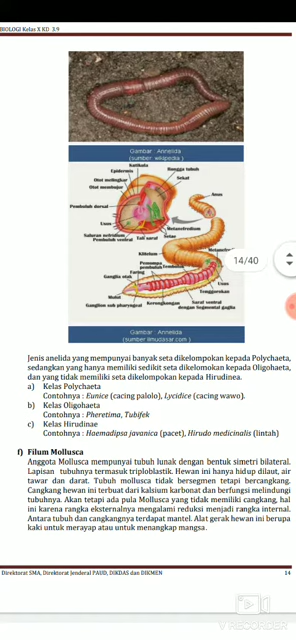 BIOLOGI Kelas X KD 3.9
Gambar : Annelida
(sumber: wikipedia )
Kutikula
Epidermis
Rongga tubuh
Otot melingkar
Sekat
Otot memanjang
Anus
Pembuluh dorsal
Usus
Metanefridium
Saluran nefridium
Tali saraf
Setae
Pembuluh ventral
Klitelum
Pembuluh
Faring
Ganglia otak
Usus
Tenggorokan
Mulut
Kerongkongan
Saraf ventral
Ganglion sub pharyngeal
dengan Segmental gaglia
14/40
Gambar : Annelida
(sumber ilmudasar.com)
Jenis anelida yang mempunyai banyak seta dikelompokan kepada Polychaeta,
sedangkan yang hanya memiliki sedikit seta dikelomokan kepada Oligohaeta,
dan yang tidak memiliki seta dikelompokan kepada Hirudinea.
a) Kelas Polychaeta
Contohnya : Eunice (cacing palolo), Lycidice (cacing wawo).
b) Kelas Oligohaeta
Contohnya : Pheretima, Tubifek
c) Kelas Hirudinae
Contohnya : Haemadipsa javanica (pacet), Hirudo medicinalis (lintah)
f) Filum Mollusca
Anggota Mollusca mempunyai tubuh lunak dengan bentuk simetri bilateral.
Lapisan tubuhnya termasuk triploblastik. Hewan ini hanya hidup dilaut, air
tawar dan darat. Tubuh mollusca tidak bersegmen tetapi bercangkang.
Cangkang hewan ini terbuat dari kalsium karbonat dan berfungsi melindungi
tubuhnya. Akan tetapi ada pula Mollusca yang tidak memiliki cangkang, hal
ini karena rangka eksternalnya mengalami reduksi menjadi rangka internal.
Antara tubuh dan cangkangnya terdapat mantel. Alat gerak hewan ini berupa
kaki untuk merayap atau untuk menangkap mangsa.
Direktorat SMA, Direktorat Jenderal PAUD, DIKDAS dan DIKMEN
14